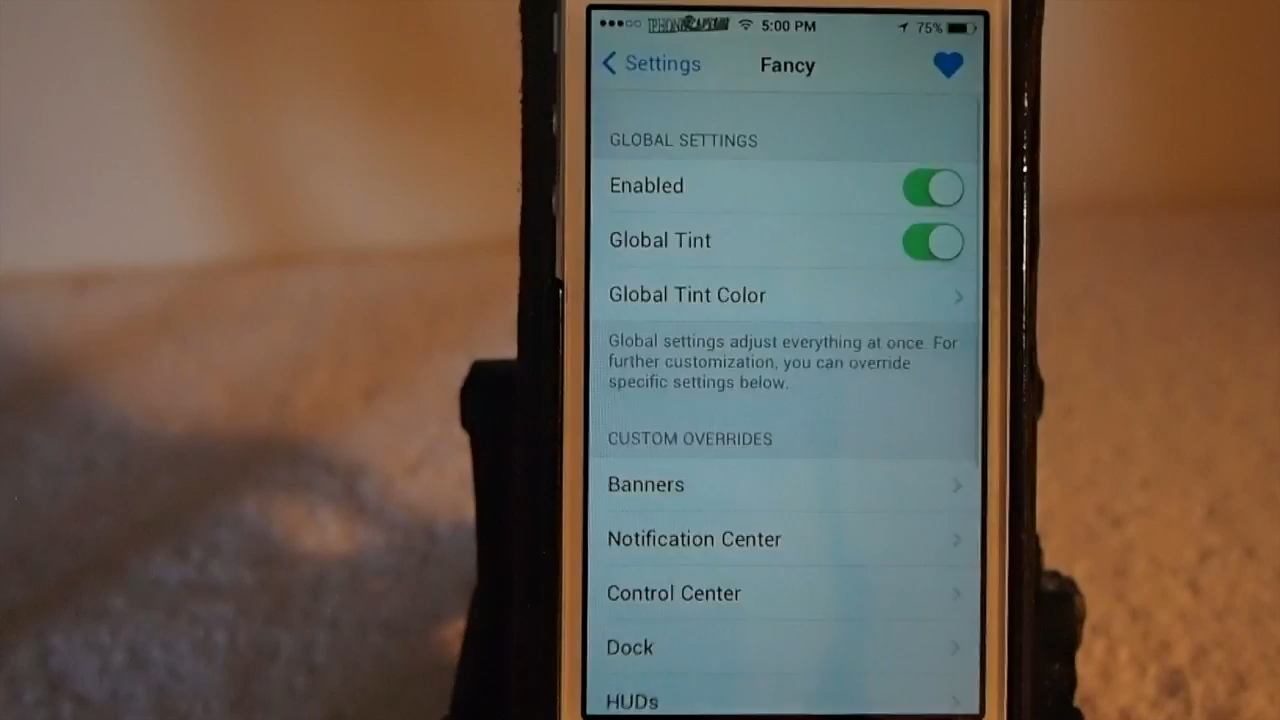 5:00 PM
75%
Settings
Fancy
GLOBAL SETTINGS
Enabled
Global Tint
Global Tint Color
Global settings adjust everything at once. For
further customization, you can override
specific settings below.
CUSTOM OVERRIDES
Banners
Notification Center
Control Center
Dock
HUDs